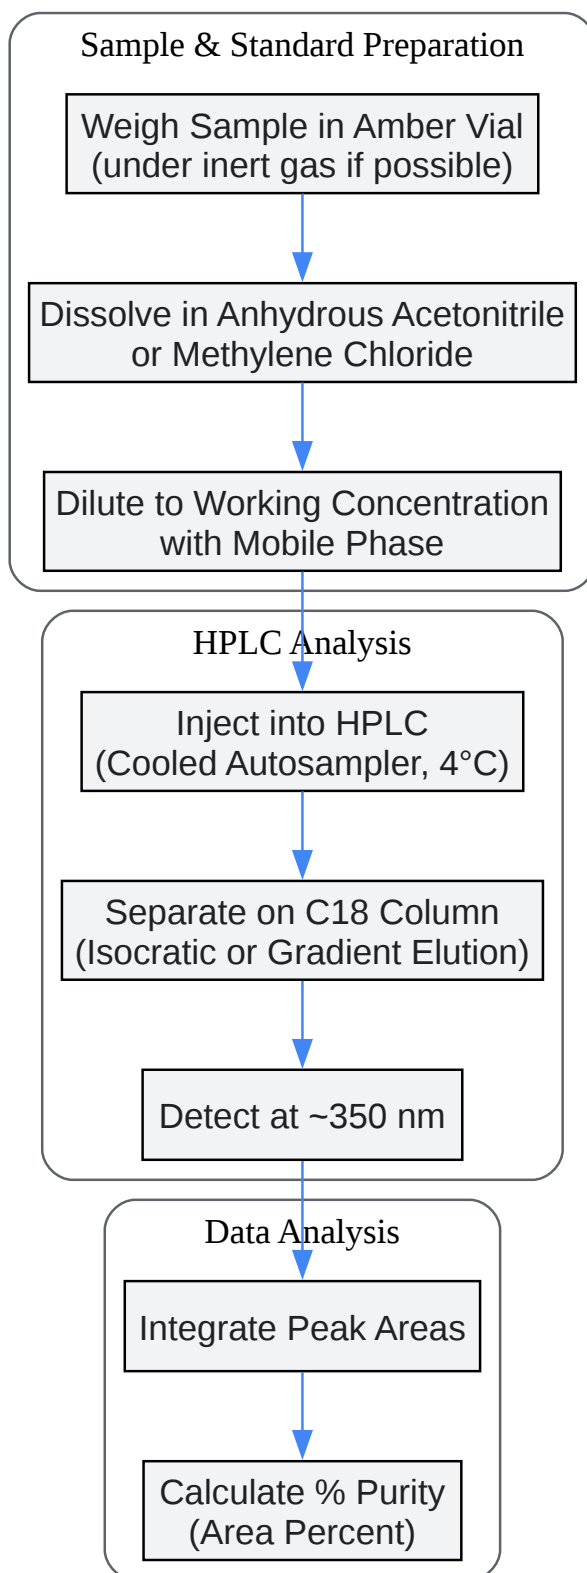 Sample & Standard Preparation
Weigh Sample in Amber Vial
(under inert gas if possible)
Dissolve in Anhydrous Acetonitrile
or Methylene Chloride
Dilute to Working Concentration
with Mobile Phase
HPLC Analysis
Inject into HPLC
(Cooled Autosampler, 4°C)
Separate on C18 Column
(Isocratic or Gradient Elution)
Detect at ~350 nm
Data Analysis
Integrate Peak Areas
Calculate % Purity
(Area Percent)